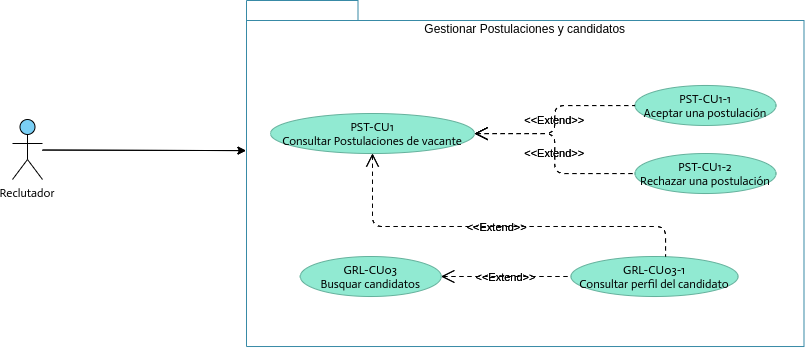 Gestionar Postulaciones y candidatos
PST-CU1
Consultar Postulaciones de vacante
<<Extend>>
<<Extend>>
PST-CU1-1
Aceptar una postulación
PST-CU1-2
Rechazar una postulación
Reclutador
<<Extend>>
GRL-CU03
Busquar candidatos
<<Extend>>
GRL-CU03-1
Consultar perfil del candidato